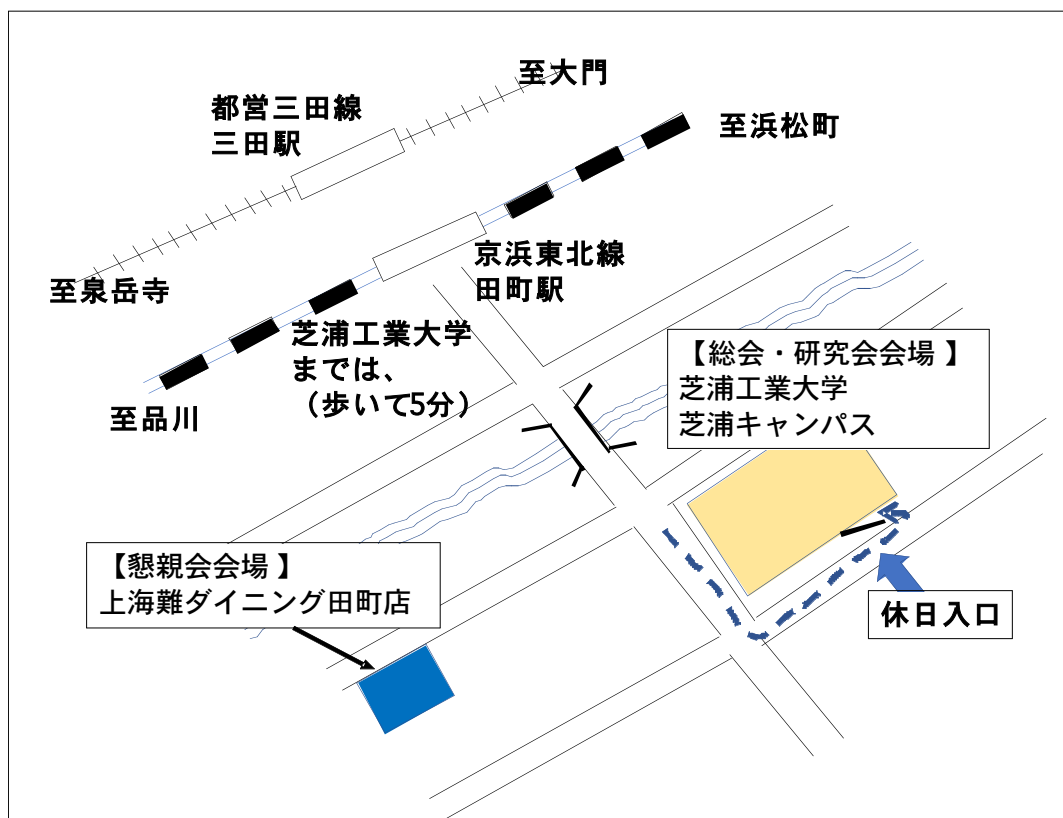 至大門
都営三田線
三田駅
至浜松町
京浜東北線
田町駅
至泉岳寺
芝浦工業大学
までは、
（歩いて5分）
至品川
【総会・研究会会場 】
芝浦工業大学
芝浦キャンパス
【懇親会会場 】
上海難ダイニング田町店
休日入口